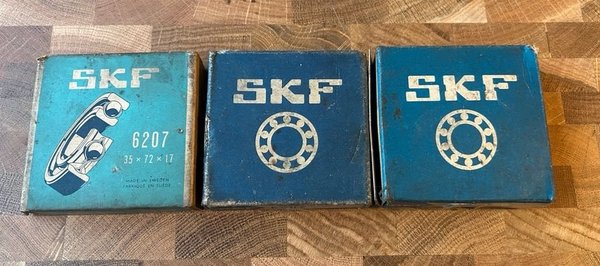 SKF
6207
35 × 72 × 17
MADE IN SWEDEN
FABRIQUÉ EN SUÈDE
SKF
SKF